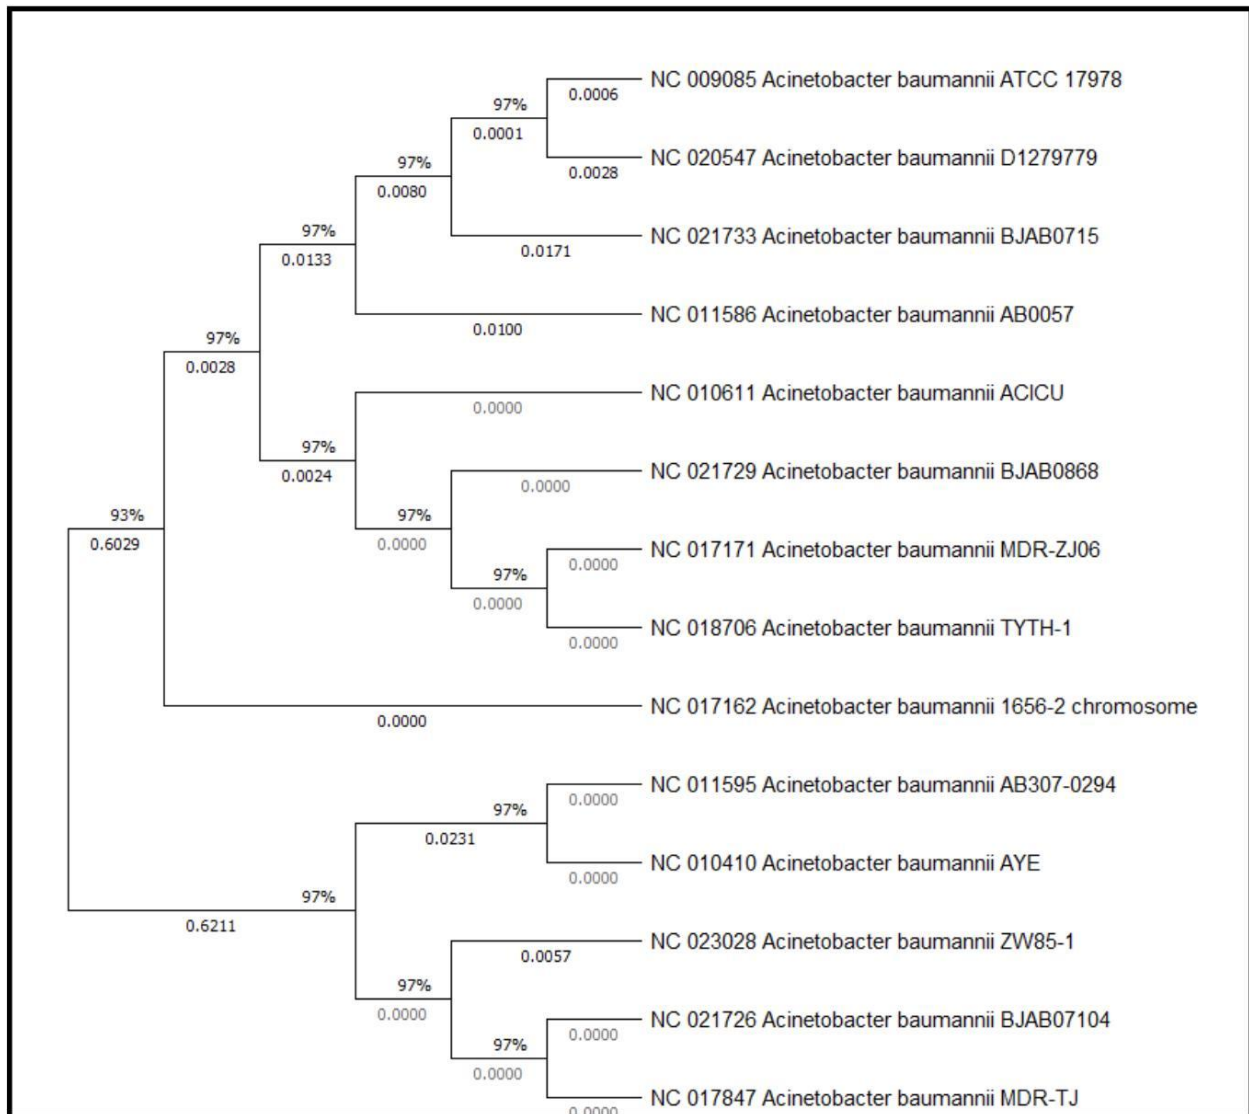 NC 009085 Acinetobacter baumannii ATCC 17978
0.0006
97%
0.0001
NC 020547 Acinetobacter baumannii D1279779
97%
0.0028
0.0080
NC 021733 Acinetobacter baumannii BJAB0715
97%
0.0171
0.0133
NC 011586 Acinetobacter baumannii AB0057
0.0100
97%
0.0028
NC 010611 Acinetobacter baumannii ACICU
0.0000
97%
0.0024
NC 021729 Acinetobacter baumannii BJAB0868
0.0000
93%
97%
0.6029
0.0000
NC 017171 Acinetobacter baumannii MDR-ZJ06
0.0000
97%
0.0000
NC 018706 Acinetobacter baumannii TYTH-1
0.0000
NC 017162 Acinetobacter baumannii 1656-2 chromosome
0.0000
NC 011595 Acinetobacter baumannii AB307-0294
0.0000
97%
0.0231
NC 010410 Acinetobacter baumannii AYE
0.0000
97%
0.6211
NC 023028 Acinetobacter baumannii ZW85-1
0.0057
97%
0.0000
NC 021726 Acinetobacter baumannii BJAB07104
0.0000
97%
0.0000
NC 017847 Acinetobacter baumannii MDR-TJ
0.0000